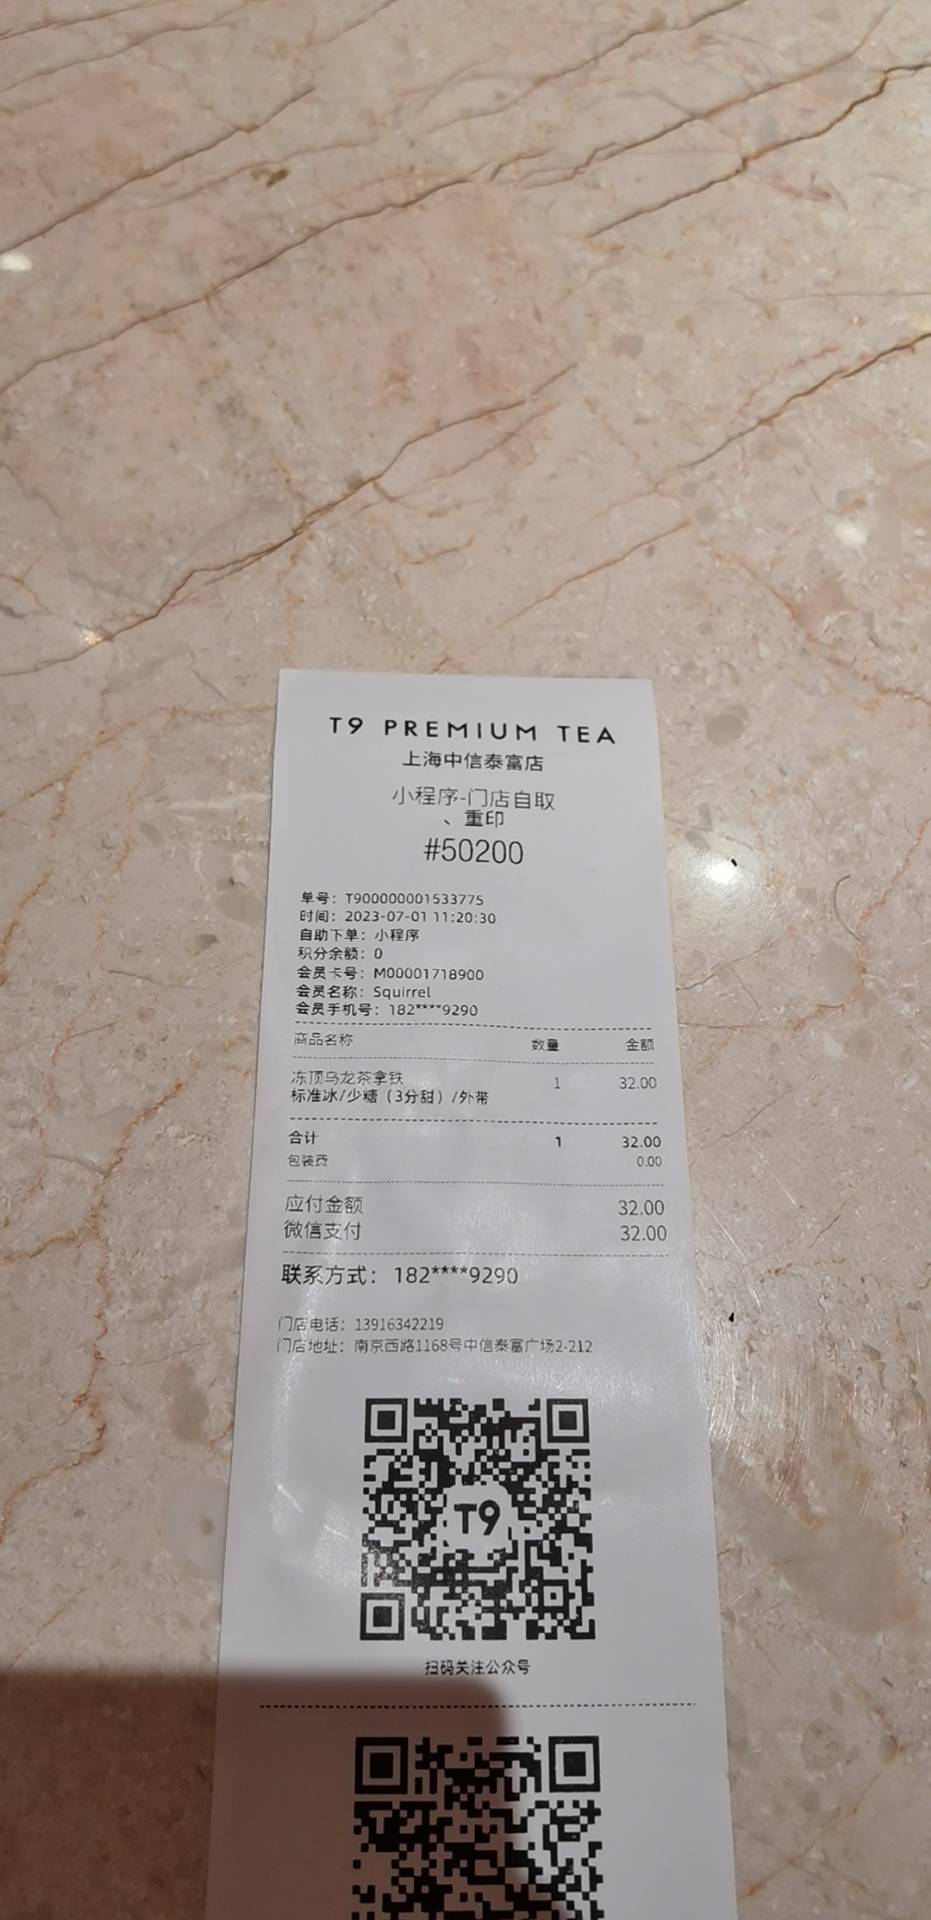 T9 PREMIUM TEA
上海中信泰富店
小程序-门店自取
、重印
#50200
单号：T900000001533775
时间：2023-07-01 11:20:30
自助下单：小程序
积分余额：0
会员卡号：M00001718900
会员名称：Squirrel
会员手机号：182****9290
商品名称 数量 金额
冻顶乌龙茶拿铁 1 32.00
标准冰/少糖（3分甜）/外带
合计 1 32.00
包装费 0.00
应付金额 32.00
微信支付 32.00
联系方式：182****9290
门店电话：13916342219
门店地址：南京西路1168号中信泰富广场2-212
T9
扫码关注公众号